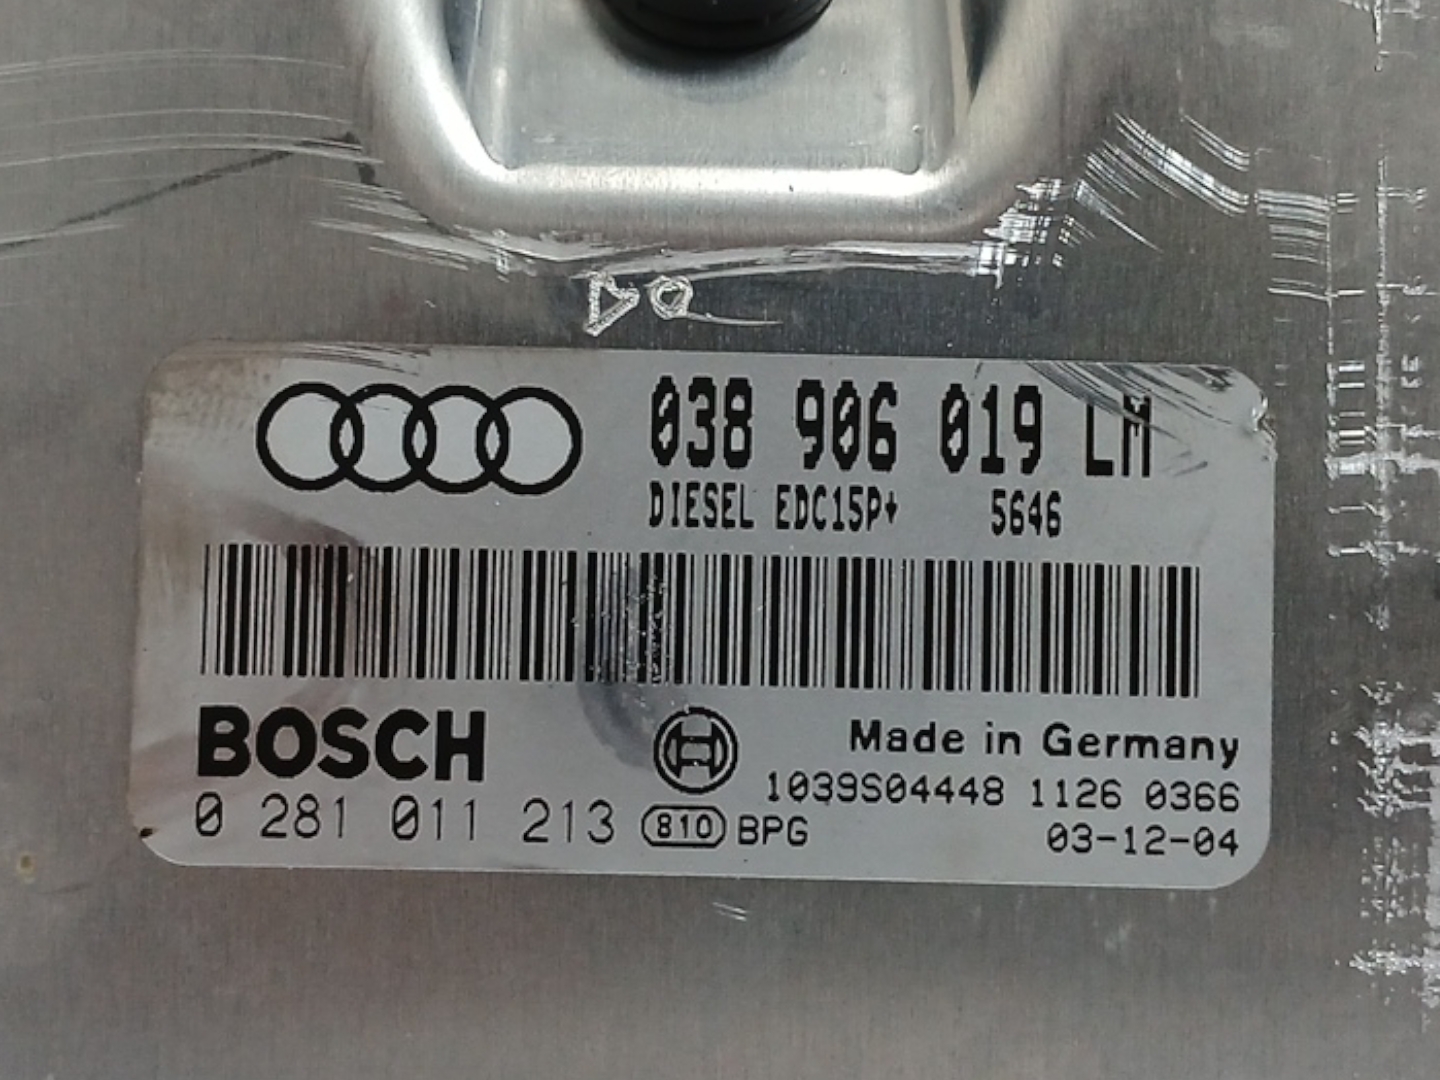 038 906 019 LM
DIESEL EDC15P+ 5646
BOSCH
Made in Germany
1039S04448 1126 0366
0 281 011 213 810 BPG
03-12-04